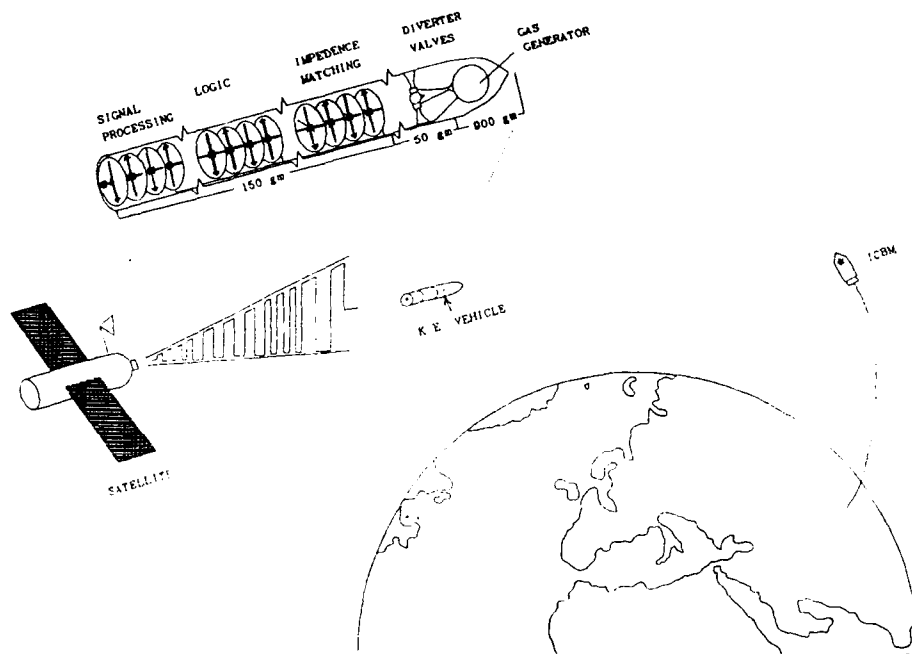 DIVERTER
VALVES
GAS
GENERATOR
IMPEDENCE
MATCHING
LOGIC
SIGNAL
PROCESSING
50 gm
900 gm
150 gm
ICBM
K E VEHICLE
SATELLITE